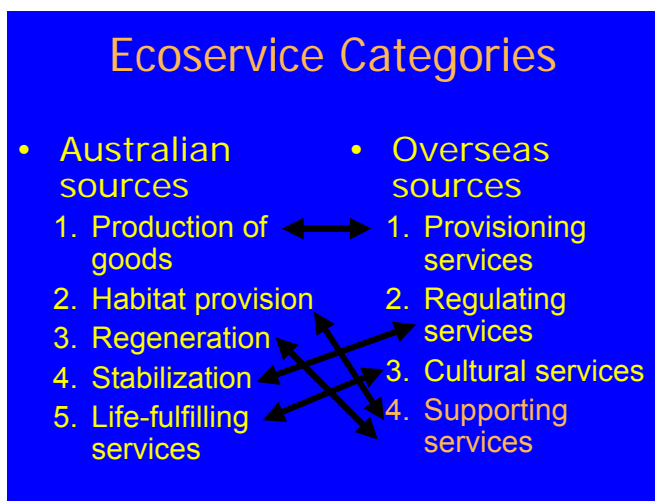 Ecoservice Categories
• Australian
sources
1. Production of
goods
2. Habitat provision
3. Regeneration
4. Stabilization
5. Life-fulfilling
services
• Overseas
sources
1. Provisioning
services
2. Regulating
services
3. Cultural services
4. Supporting
services